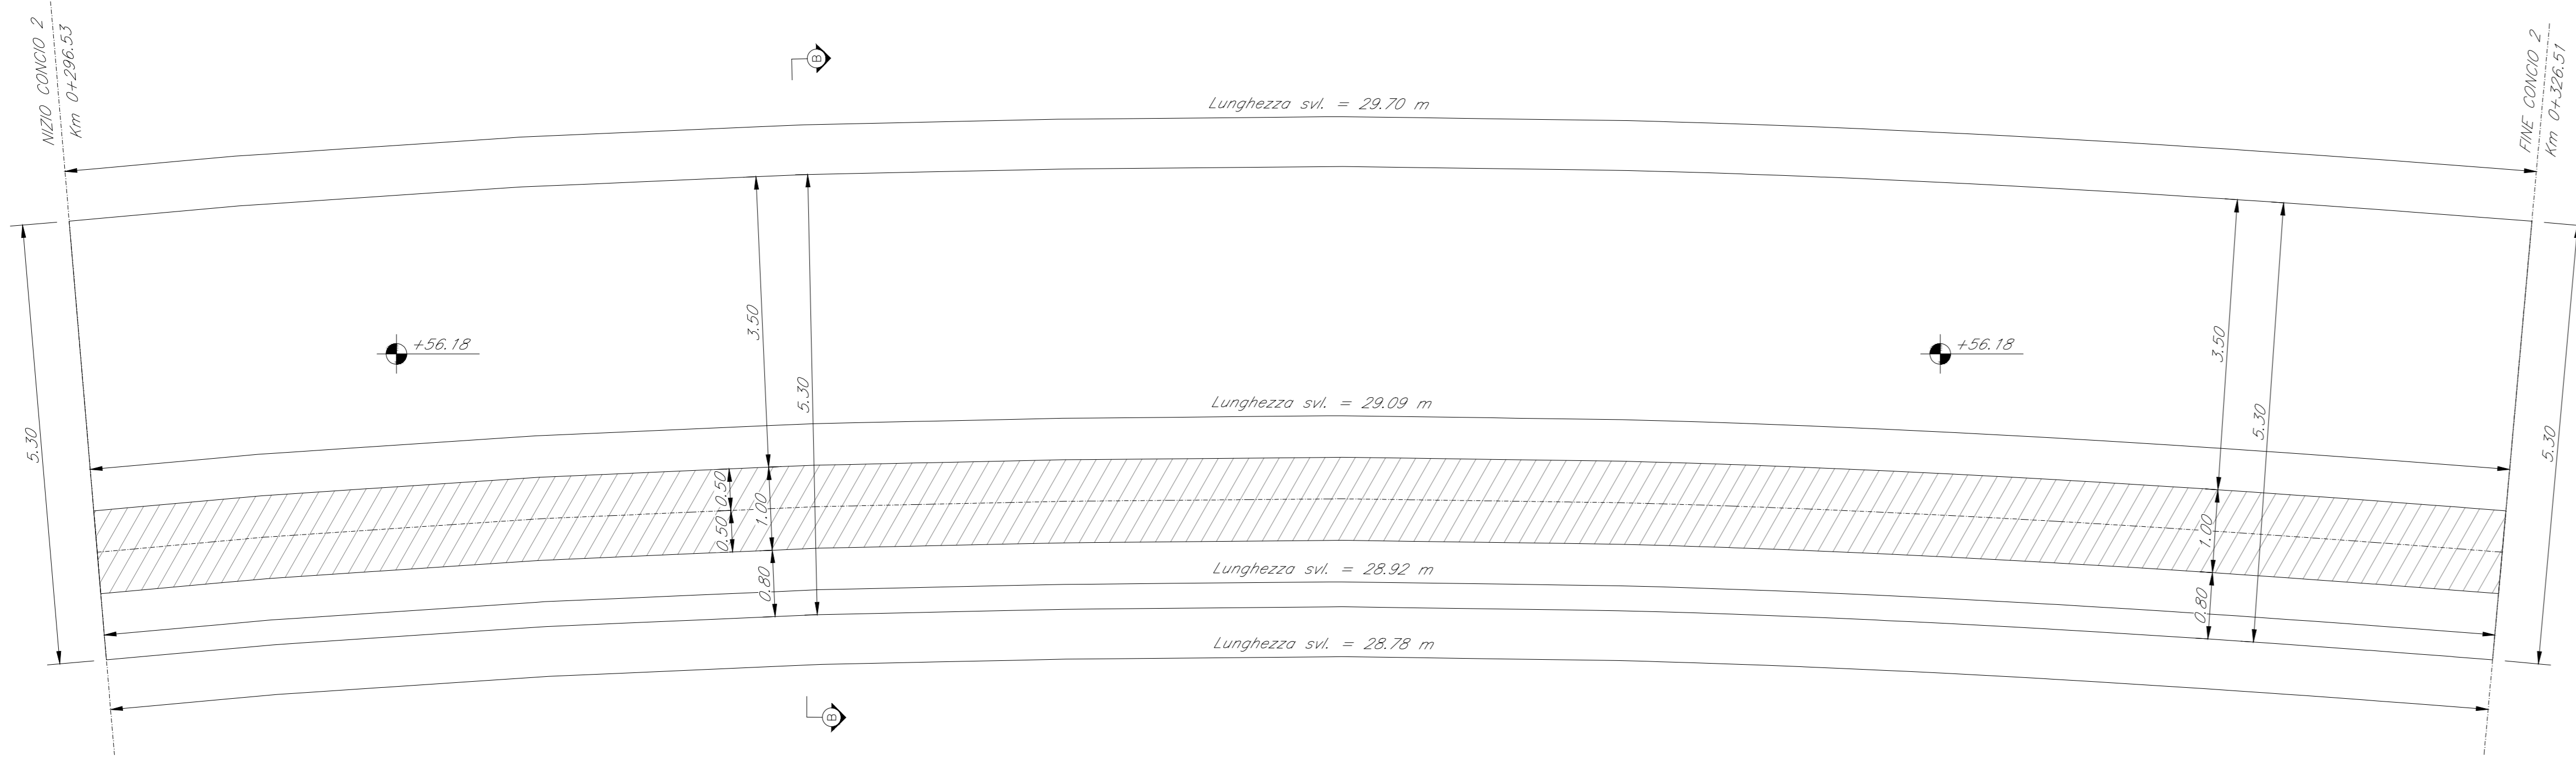 NIZIO CONCIO 2
Km 0+296.53
FINE CONCIO 2
Km 0+326.51
B
Lunghezza svl. = 29.70 m
3.50
5.30
+56.18
+56.18
3.50
5.30
5.30
5.30
Lunghezza svl. = 29.09 m
0.50
0.50
1.00
1.00
0.80
0.80
Lunghezza svl. = 28.92 m
Lunghezza svl. = 28.78 m
B